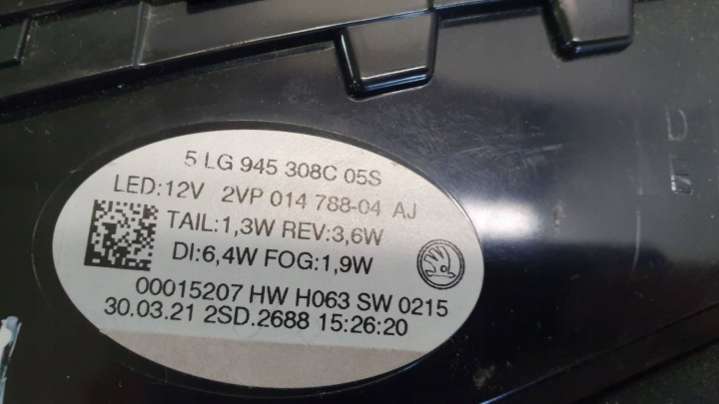 5 LG 945 308C 05S
LED:12V 2VP 014 788-04 AJ
TAIL:1,3W REV:3,6W
DI:6,4W FOG:1,9W
00015207 HW H063 SW 0215
30.03.21 2SD.2688 15:26:20